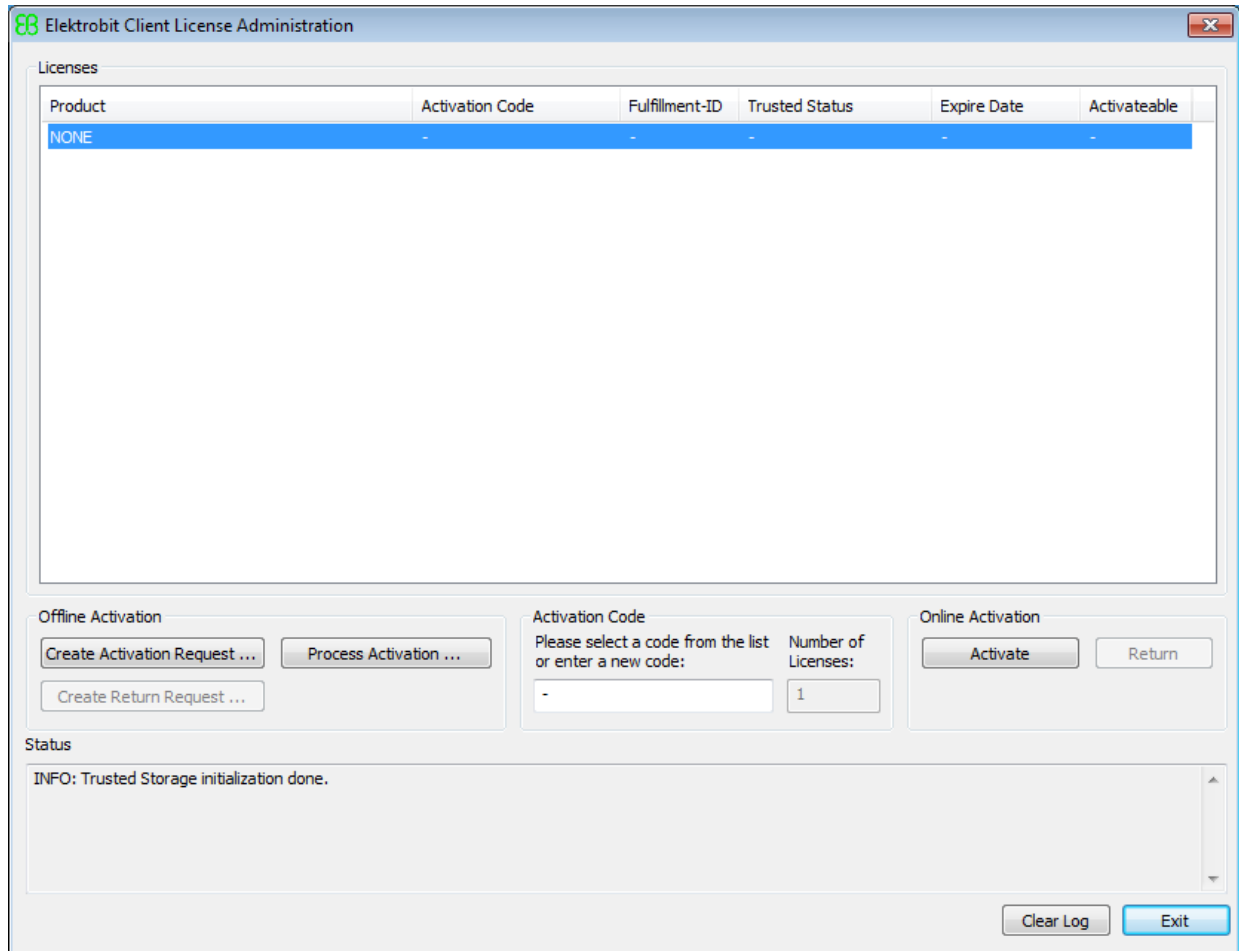 EB Elektrobit Client License Administration
Licenses
Product Activation Code Fulfillment-ID Trusted Status Expire Date Activateable
NONE - - - - -
Offline Activation
Create Activation Request ... Process Activation ...
Create Return Request ...
Activation Code
Please select a code from the list
or enter a new code:
Number of
Licenses:
-
1
Online Activation
Activate Return
Status
INFO: Trusted Storage initialization done.
Clear Log Exit